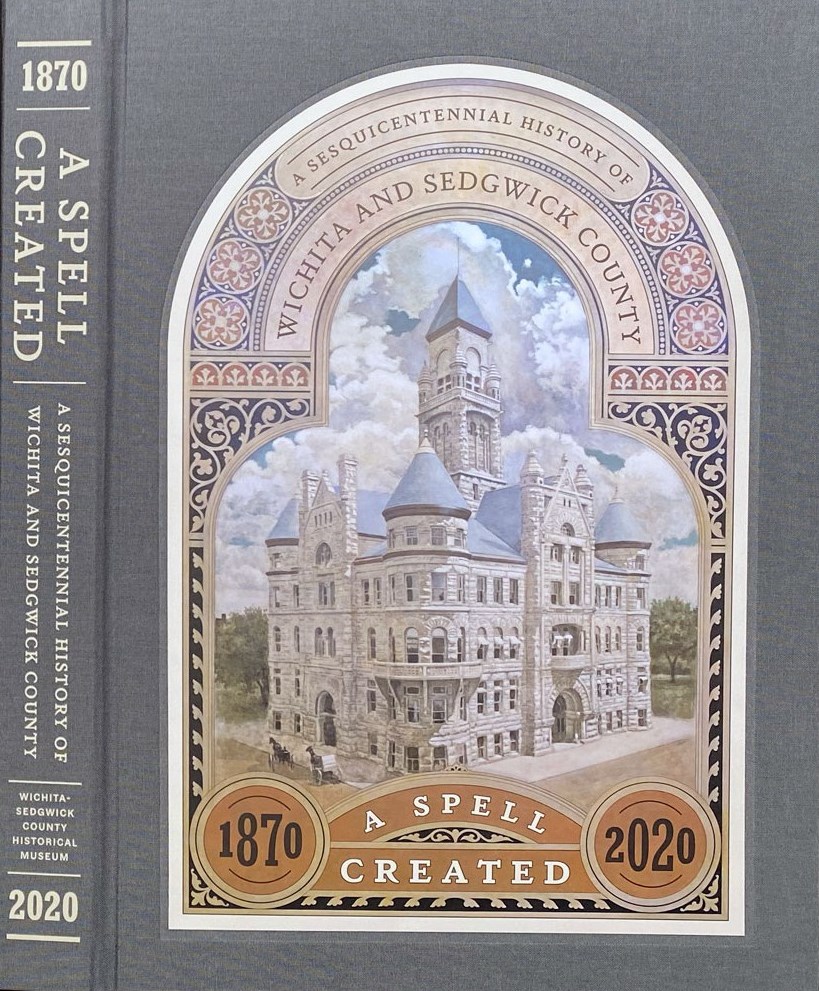 1870
A SPELL
CREATED
A SESQUICENTENNIAL HISTORY OF
WICHITA AND SEDGWICK COUNTY
WICHITA-
SEDGWICK
COUNTY
HISTORICAL
MUSEUM
2020
A SESQUICENTENNIAL HISTORY OF
WICHITA AND SEDGWICK COUNTY
1870
A SPELL
CREATED
2020